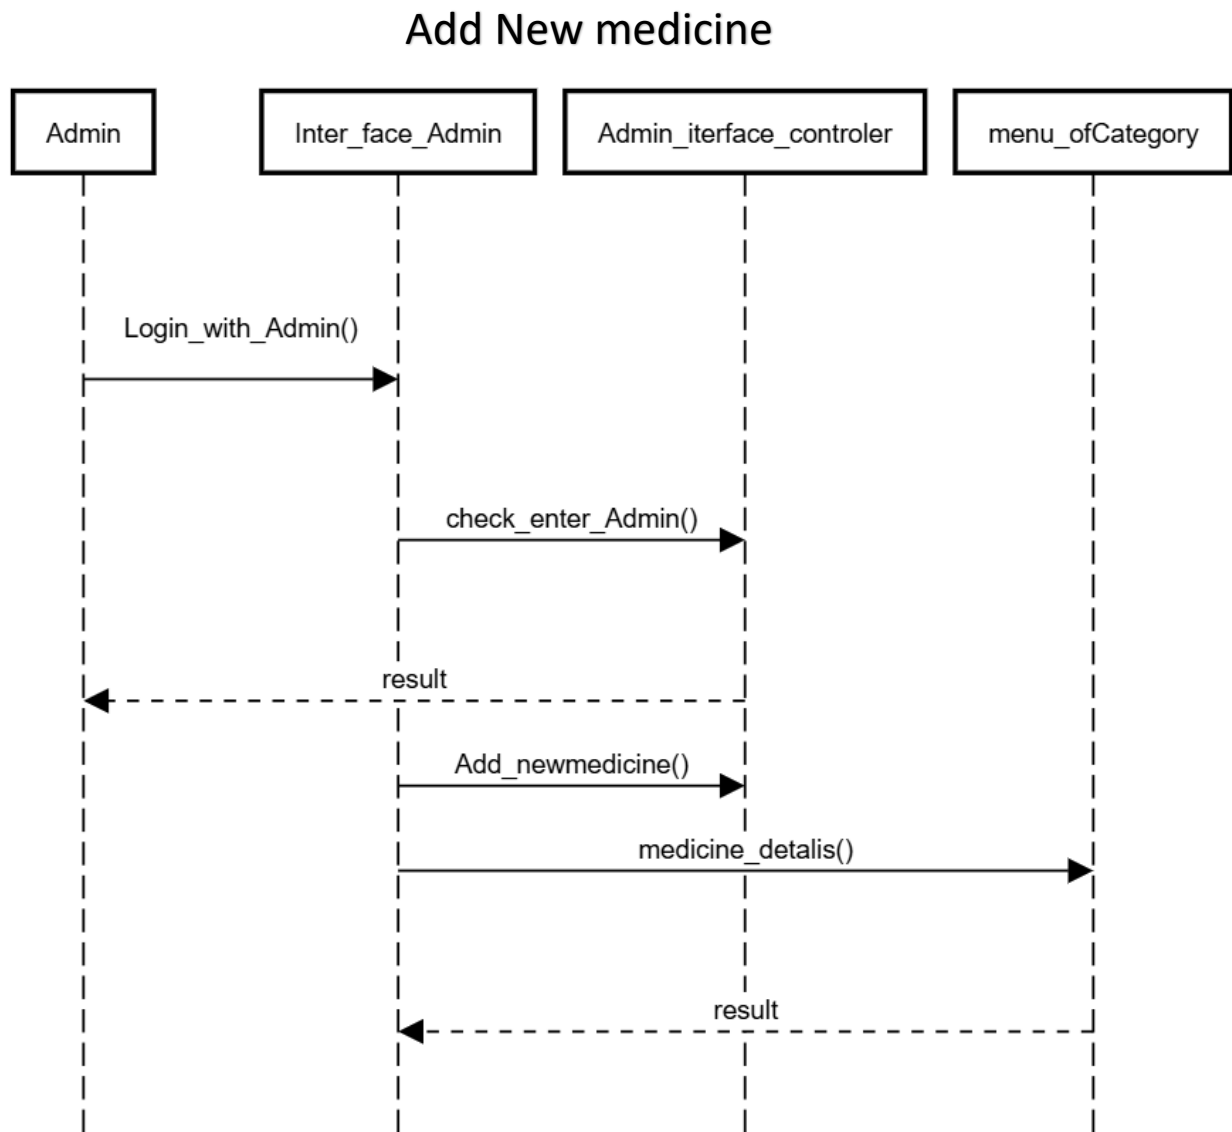 Add New medicine
Admin
Inter_face_Admin
Admin_iterface_controler
menu_ofCategory
Login_with_Admin()
check_enter_Admin()
result
Add_newmedicine()
medicine_detalis()
result